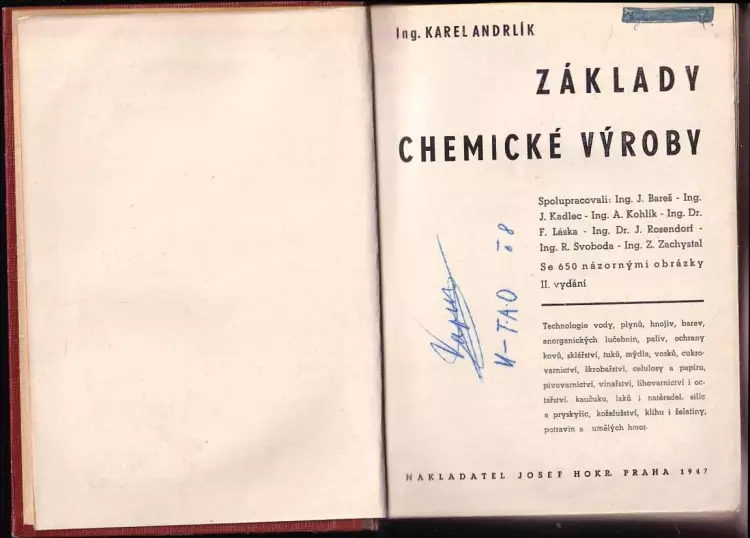 Ing. KAREL ANDRLÍK
ZÁKLADY
CHEMICKÉ VÝROBY
Spolupracovali: Ing. J. Bareš - Ing.
J. Kadlec - Ing. A. Kohlík - Ing. Dr.
F. Láska - Ing. Dr. J. Rosendorf -
Ing. R. Svoboda - Ing. Z. Zachystal
Se 650 názornými obrázky
II. vydání
Technologie vody, plynů, hnojiv, barev,
anorganických lučebnin, paliv, ochrany
kovů, sklářství, tuků, mýdla, vosků, cukro-
varnictví, škrobařství, celulosy a papíru,
pivovarnictví, vinařství, lihovarnictví i oc-
tařství, kaučuku, laků i natěradel, silic
a pryskyřic, koželužství, klihu i želatiny,
potravin a umělých hmot.
NAKLADATEL JOSEF HOKR, PRAHA 1947